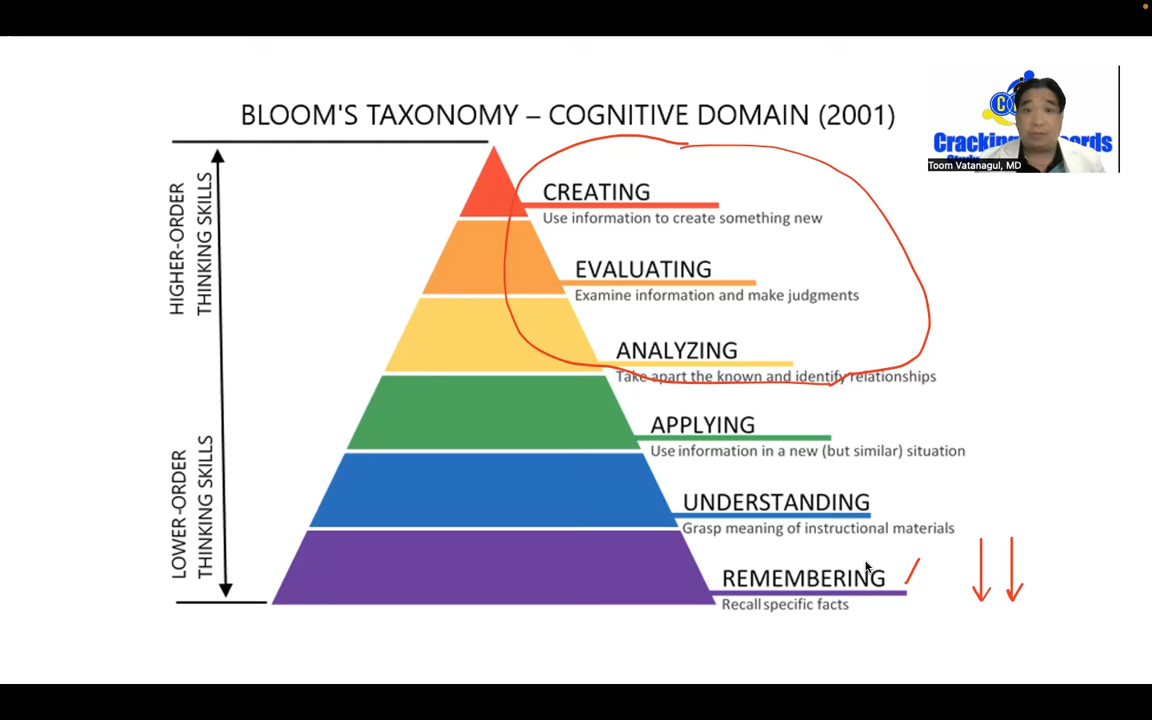 BLOOM'S TAXONOMY – COGNITIVE DOMAIN (2001)
HIGHER-ORDER
THINKING SKILLS
LOWER-ORDER
THINKING SKILLS
CREATING
Use information to create something new
EVALUATING
Examine information and make judgments
ANALYZING
Take apart the known and identify relationships
APPLYING
Use information in a new (but similar) situation
UNDERSTANDING
Grasp meaning of instructional materials
REMEMBERING
Recall specific facts
Toom Vatanagul, MD